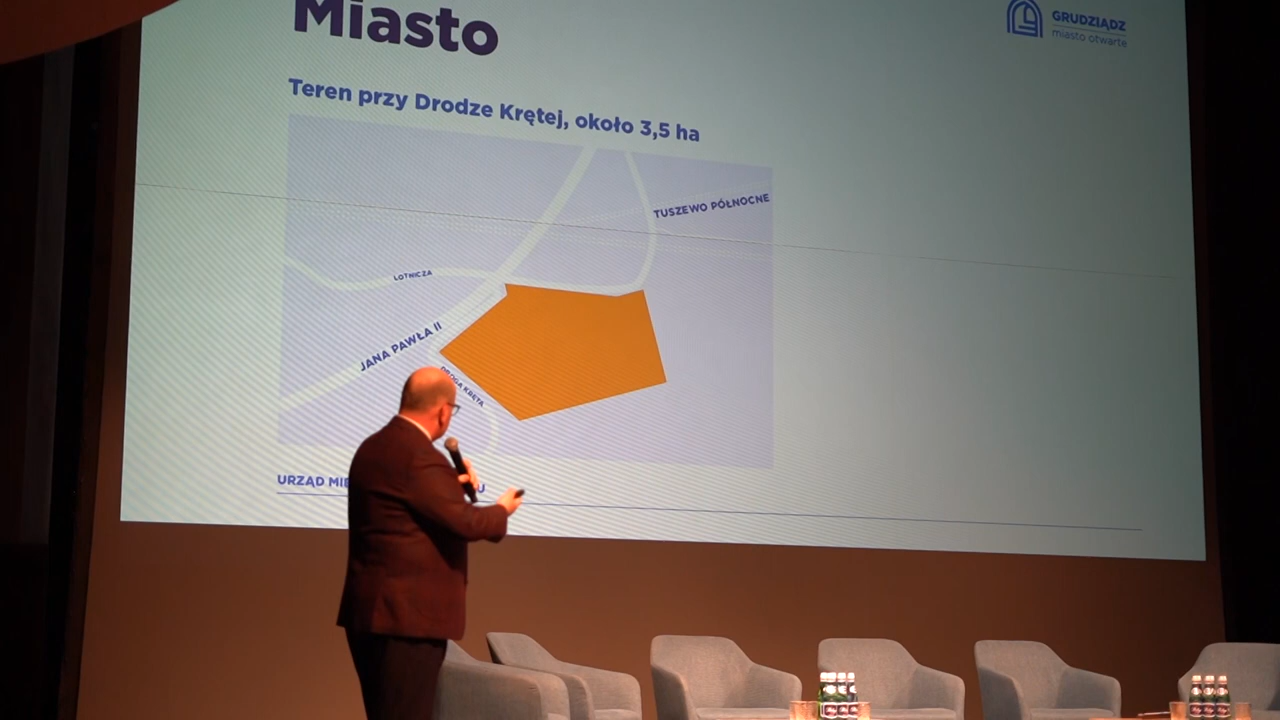 Miasto
GRUDZIĄDZ
miasto otwarte
Teren przy Drodze Krętej, około 3,5 ha
TUSZEWO PÓŁNOCNE
LOTNICZA
JANA PAWŁA II
DROGA KRĘTA
URZĄD